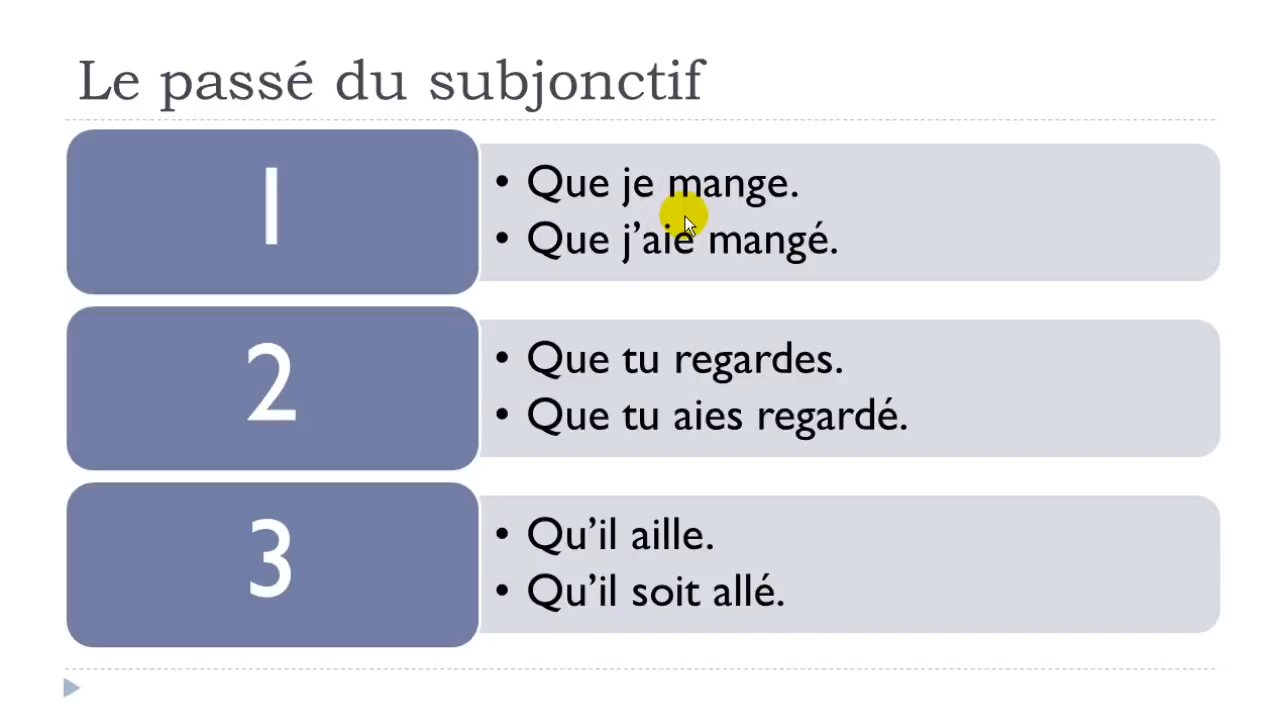 Le passé du subjonctif
1
• Que je mange.
• Que j’aie mangé.
2
• Que tu regardes.
• Que tu aies regardé.
3
• Qu’il aille.
• Qu’il soit allé.